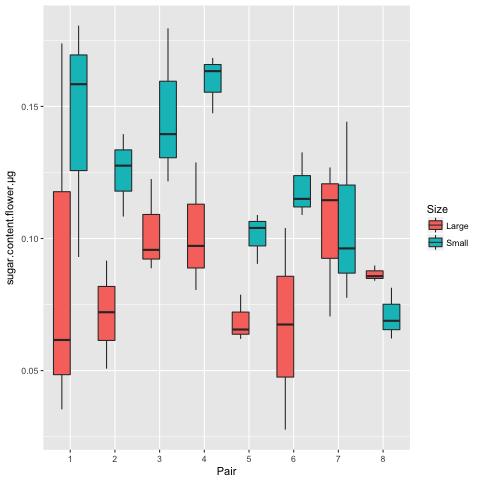 sugar.content.flower.µg
0.15
0.10
0.05
1 2 3 4 5 6 7 8
Pair
Size
Large
Small